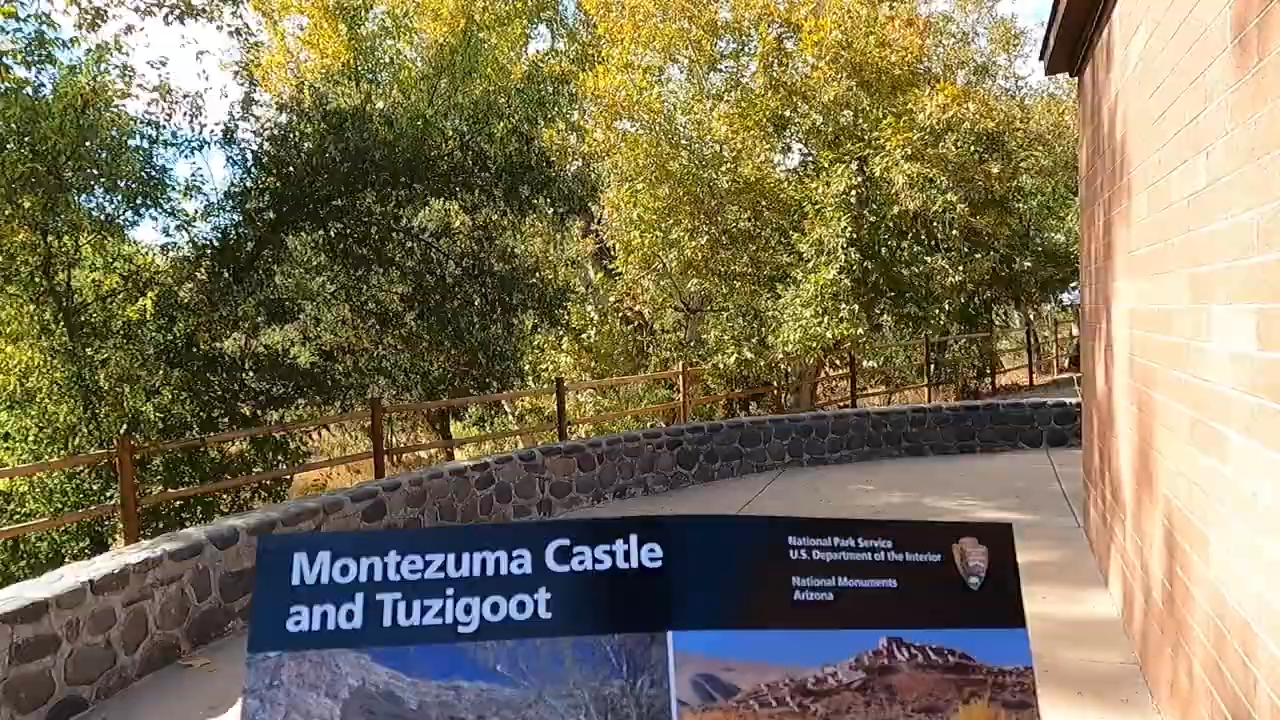 Montezuma Castle
and Tuzigoot
National Park Service
U.S. Department of the Interior
National Monuments
Arizona